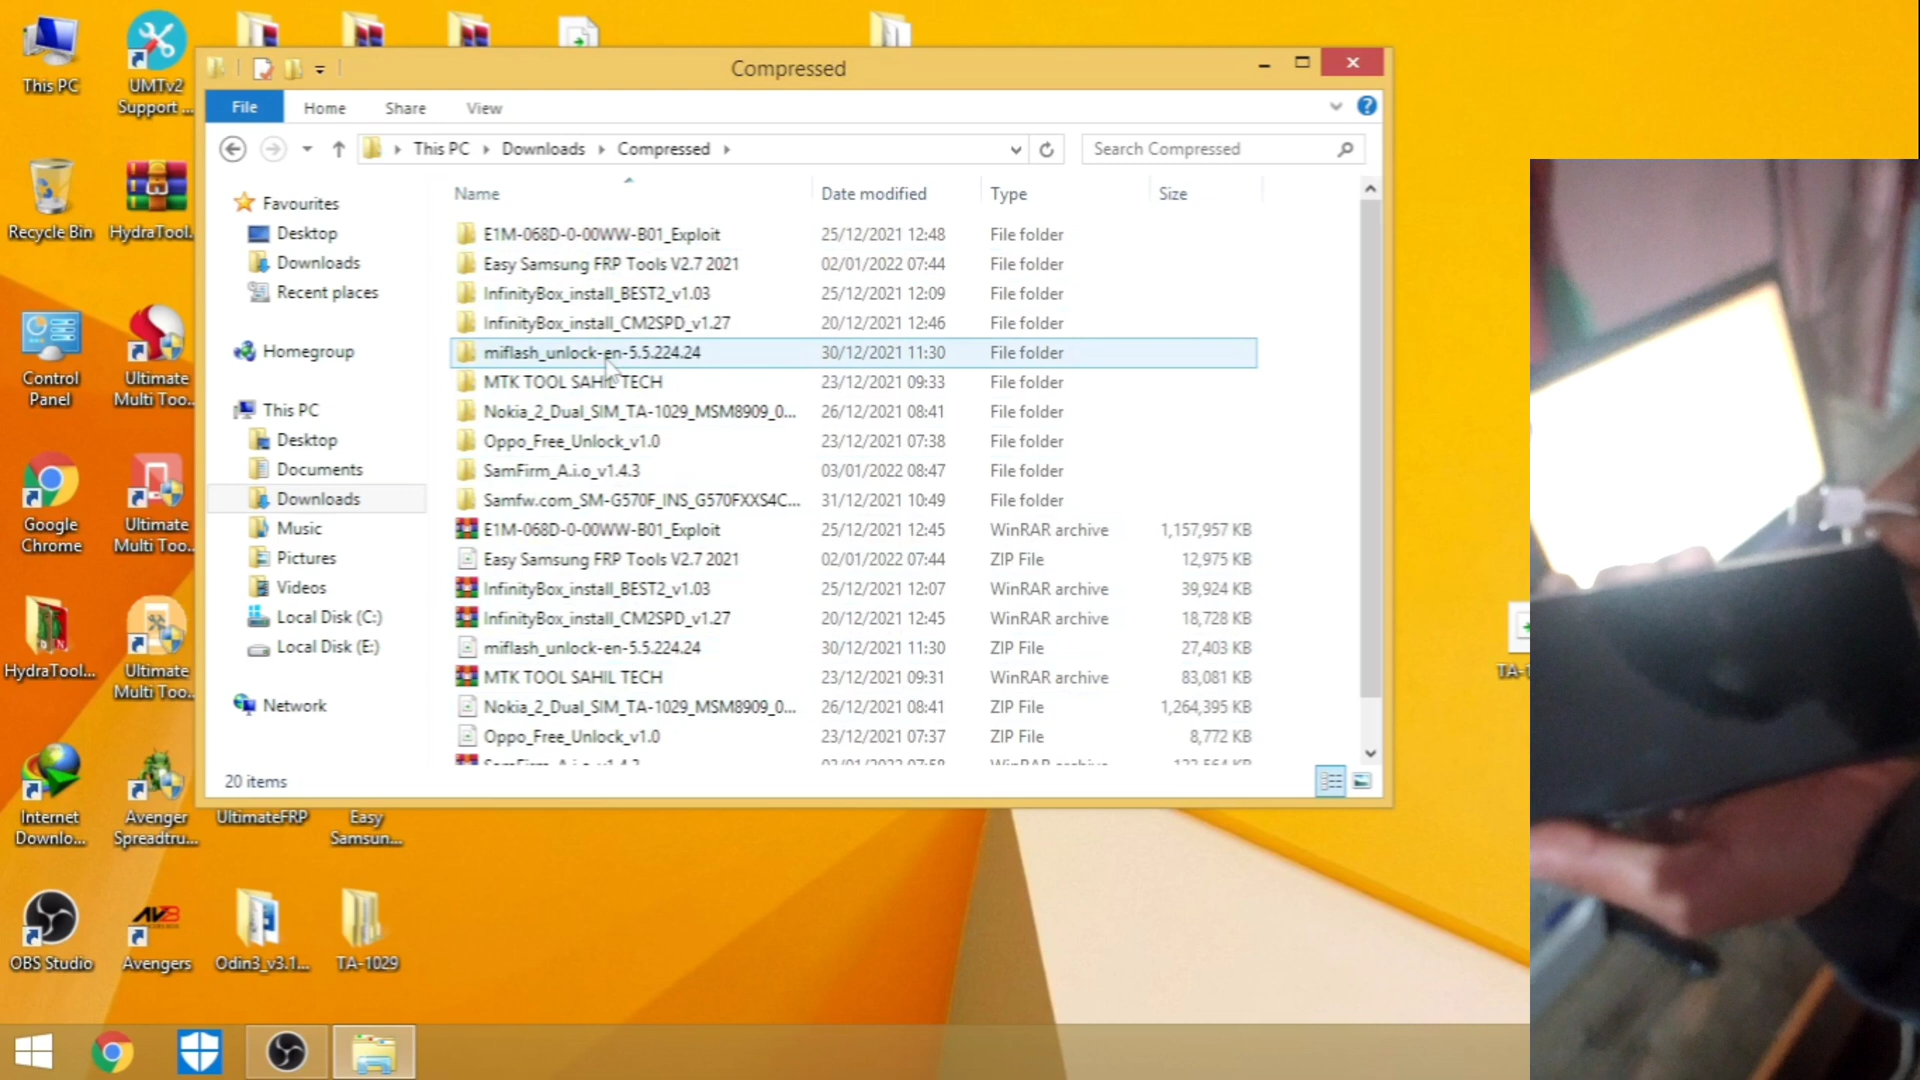 Compressed
File
Home
Share
View
This PC
Downloads
Compressed
Search Compressed
Name
Date modified
Type
Size
Favourites
Desktop
Downloads
Recent places
Homegroup
This PC
Desktop
Documents
Downloads
Music
Pictures
Videos
Local Disk (C:)
Local Disk (E:)
Network
E1M-068D-0-00WW-B01_Exploit 25/12/2021 12:48 File folder
Easy Samsung FRP Tools V2.7 2021 02/01/2022 07:44 File folder
InfinityBox_install_BEST2_v1.03 25/12/2021 12:09 File folder
InfinityBox_install_CM2SPD_v1.27 20/12/2021 12:46 File folder
miflash_unlock-en-5.5.224.24 30/12/2021 11:30 File folder
MTK TOOL SAHIL TECH 23/12/2021 09:33 File folder
Nokia_2_Dual_SIM_TA-1029_MSM8909_0... 26/12/2021 08:41 File folder
Oppo_Free_Unlock_v1.0 23/12/2021 07:38 File folder
SamFirm_A.i.o_v1.4.3 03/01/2022 08:47 File folder
Samfw.com_SM-G570F_INS_G570FXXS4C... 31/12/2021 10:49 File folder
E1M-068D-0-00WW-B01_Exploit 25/12/2021 12:45 WinRAR archive 1,157,957 KB
Easy Samsung FRP Tools V2.7 2021 02/01/2022 07:44 ZIP File 12,975 KB
InfinityBox_install_BEST2_v1.03 25/12/2021 12:07 WinRAR archive 39,924 KB
InfinityBox_install_CM2SPD_v1.27 20/12/2021 12:45 WinRAR archive 18,728 KB
miflash_unlock-en-5.5.224.24 30/12/2021 11:30 ZIP File 27,403 KB
MTK TOOL SAHIL TECH 23/12/2021 09:31 WinRAR archive 83,081 KB
Nokia_2_Dual_SIM_TA-1029_MSM8909_0... 26/12/2021 08:41 ZIP File 1,264,395 KB
Oppo_Free_Unlock_v1.0 23/12/2021 07:37 ZIP File 8,772 KB
20 items
This PC
UMTv2
Support ...
Recycle Bin
HydraTool...
Control
Panel
Ultimate
Multi Too...
Google
Chrome
Ultimate
Multi Too...
HydraTool...
Ultimate
Multi Too...
Internet
Downlo...
Avenger
Spreadtru...
UltimateFRP
Easy
Samsun...
OBS Studio
AVB
Avengers
Odin3_v3.1...
TA-1029